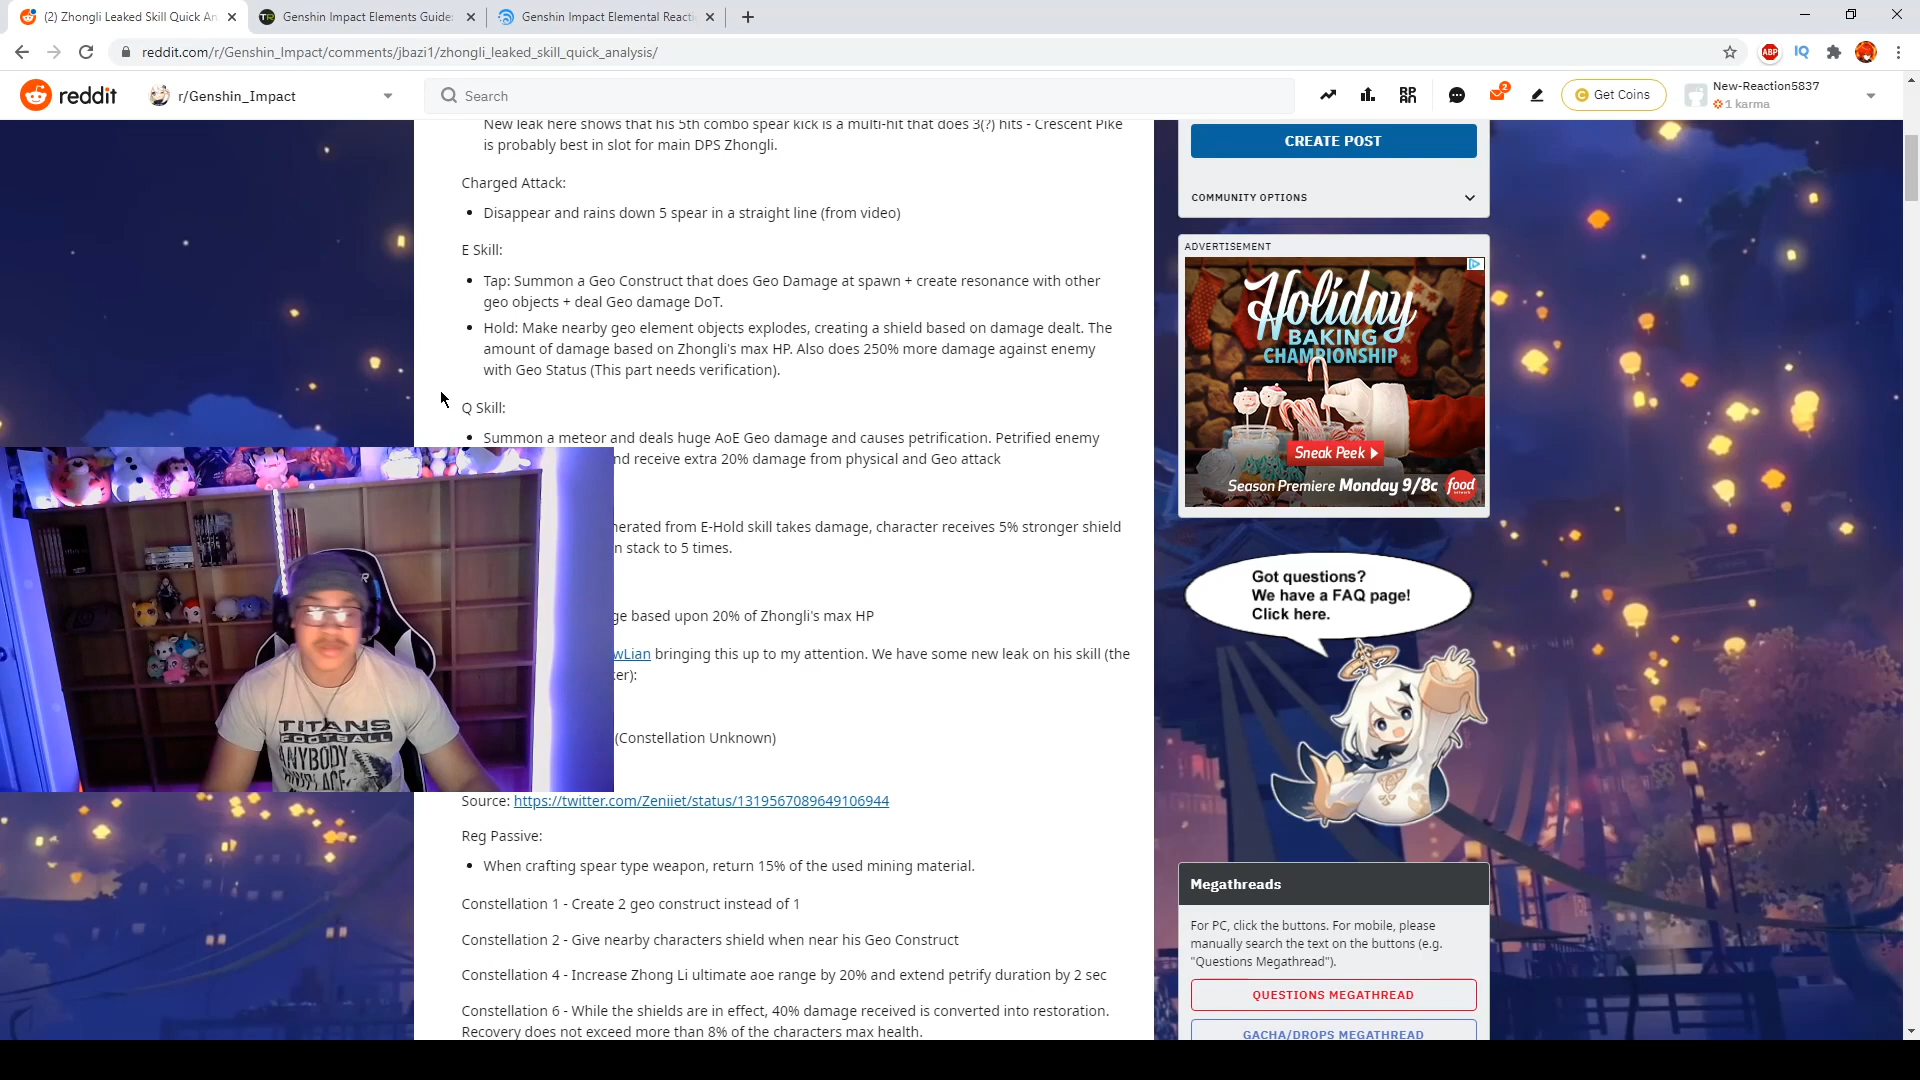 (2) Zhongli Leaked Skill Quick An
Genshin Impact Elements Guide:
Genshin Impact Elemental Reacti
reddit.com/r/Genshin_Impact/comments/jbazi1/zhongli_leaked_skill_quick_analysis/
ABP
IQ
reddit
r/Genshin_Impact
Search
2
Get Coins
New-Reaction5837
1 karma
New leak here shows that his 5th combo spear kick is a multi-hit that does 3(?) hits - Crescent Pike
is probably best in slot for main DPS Zhongli.
Charged Attack:
Disappear and rains down 5 spear in a straight line (from video)
E Skill:
Tap: Summon a Geo Construct that does Geo Damage at spawn + create resonance with other
geo objects + deal Geo damage DoT.
Hold: Make nearby geo element objects explodes, creating a shield based on damage dealt. The
amount of damage based on Zhongli's max HP. Also does 250% more damage against enemy
with Geo Status (This part needs verification).
Q Skill:
Summon a meteor and deals huge AoE Geo damage and causes petrification. Petrified enemy
nd receive extra 20% damage from physical and Geo attack
nerated from E-Hold skill takes damage, character receives 5% stronger shield
n stack to 5 times.
ge based upon 20% of Zhongli's max HP
wLian bringing this up to my attention. We have some new leak on his skill (the
er):
(Constellation Unknown)
Source: https://twitter.com/Zeniiet/status/1319567089649106944
Reg Passive:
When crafting spear type weapon, return 15% of the used mining material.
Constellation 1 - Create 2 geo construct instead of 1
Constellation 2 - Give nearby characters shield when near his Geo Construct
Constellation 4 - Increase Zhong Li ultimate aoe range by 20% and extend petrify duration by 2 sec
Constellation 6 - While the shields are in effect, 40% damage received is converted into restoration.
Recovery does not exceed more than 8% of the characters max health.
TITANS
FOOTBALL
ANYBODY
CREATE POST
COMMUNITY OPTIONS
ADVERTISEMENT
Holiday
BAKING
CHAMPIONSHIP
Sneak Peek
Season Premiere Monday 9/8c
food
Got questions?
We have a FAQ page!
Click here.
Megathreads
For PC, click the buttons. For mobile, please
manually search the text on the buttons (e.g.
"Questions Megathread").
QUESTIONS MEGATHREAD
GACHA/DROPS MEGATHREAD